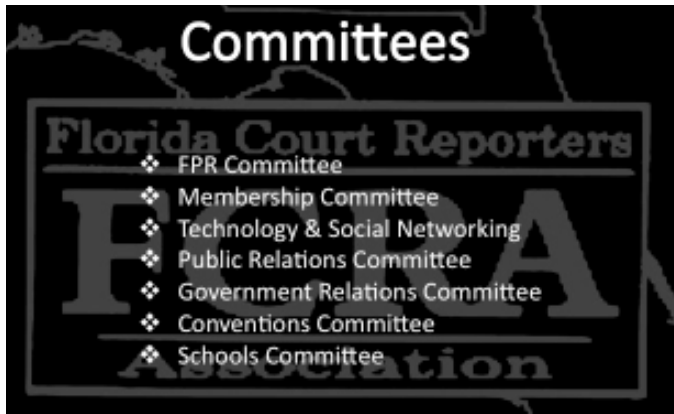 Committees
Florida Court Reporters
❖ FPR Committee
❖ Membership Committee
❖ Technology & Social Networking
FCRA
❖ Public Relations Committee
❖ Government Relations Committee
❖ Conventions Committee
❖ Schools Committee
Association